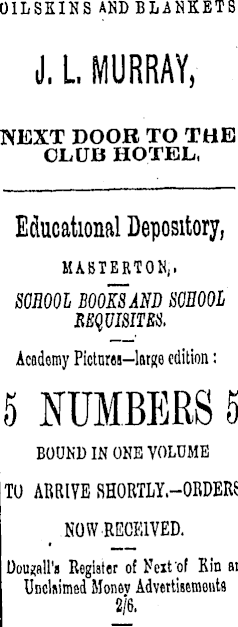 OILSKINS AND BLANKETS
J. L. MURRAY,
NEXT DOOR TO THE
CLUB HOTEL,
Educational Depository,
MASTERTON,
SCHOOL BOOKS AND SCHOOL
REQUISITES.
Academy Pictures—large edition:
5 NUMBERS 5
BOUND IN ONE VOLUME
TO ARRIVE SHORTLY.—ORDERS
NOW RECEIVED.
Dougall's Register of Next of Kin
Unclaimed Money Advertisements
2/6.